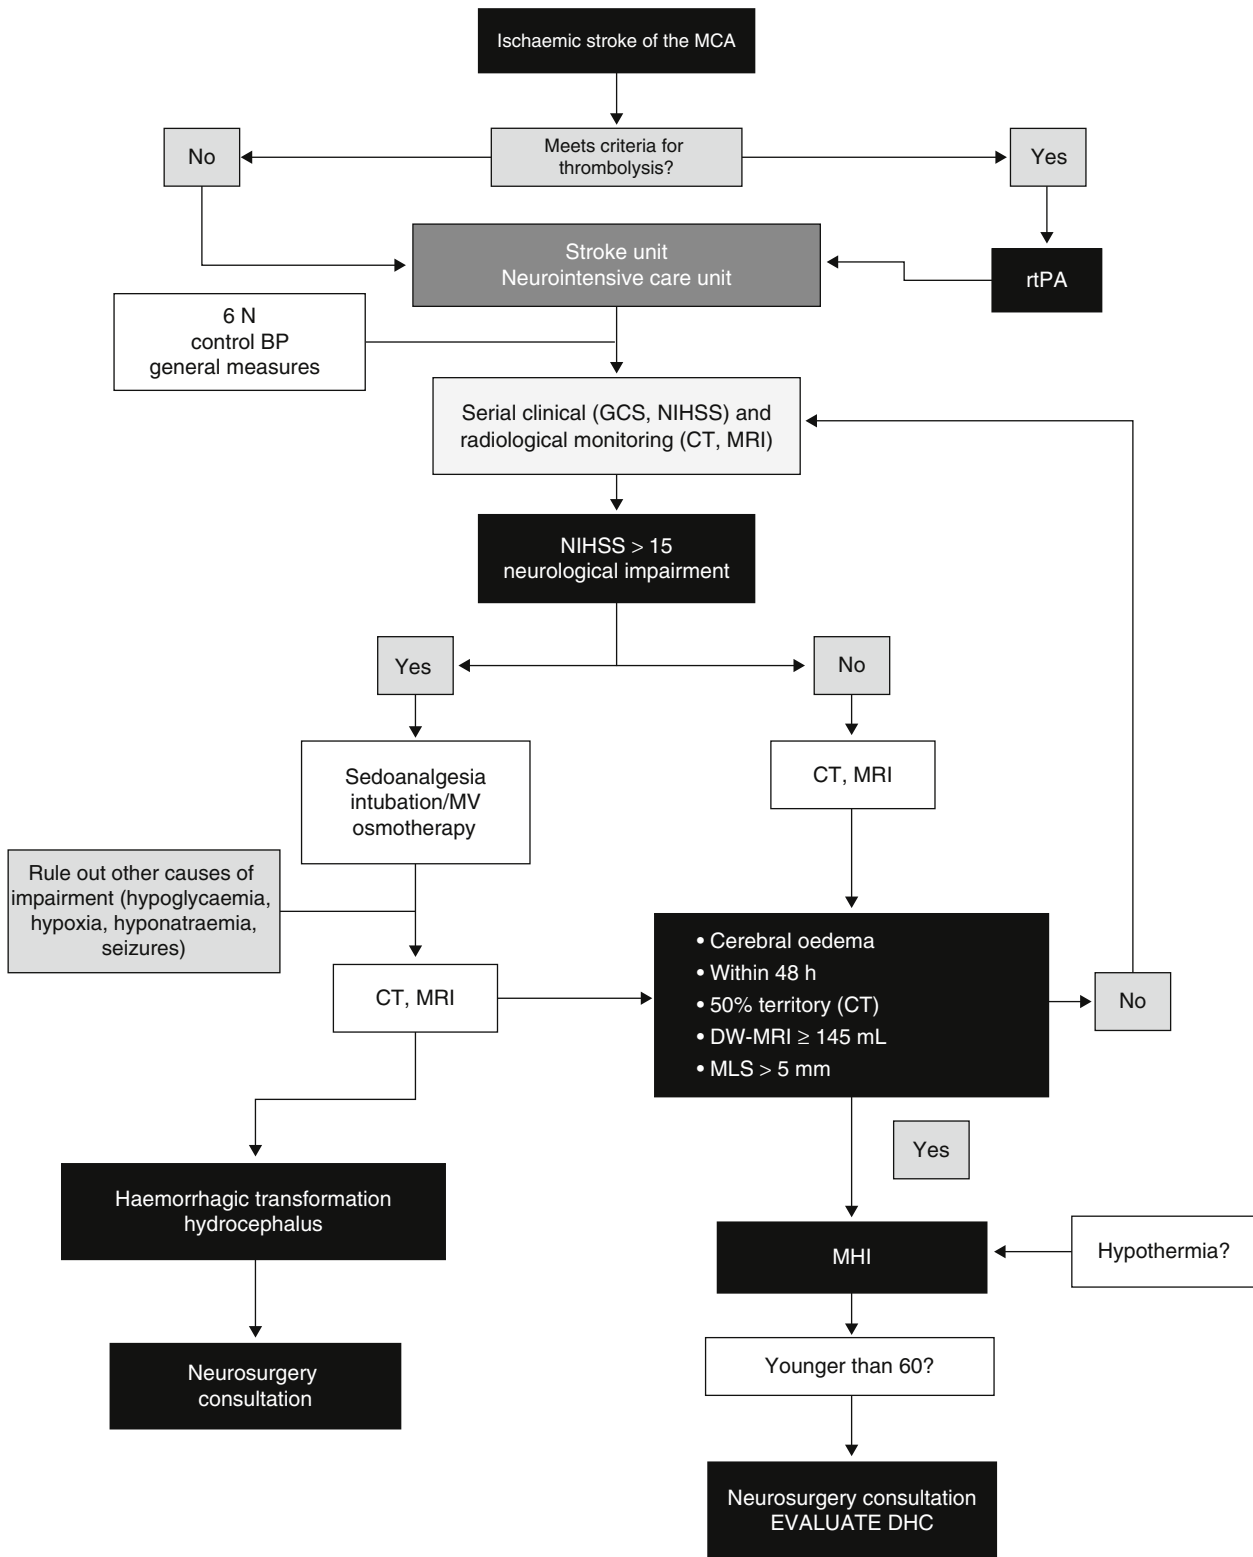 Ischaemic stroke of the MCA
No
Meets criteria for
thrombolysis?
Yes
Stroke unit
Neurointensive care unit
rtPA
6 N
control BP
general measures
Serial clinical (GCS, NIHSS) and
radiological monitoring (CT, MRI)
NIHSS > 15
neurological impairment
Yes
No
Sedoanalgesia
intubation/MV
osmotherapy
CT, MRI
Rule out other causes of
impairment (hypoglycaemia,
hypoxia, hyponatraemia,
seizures)
CT, MRI
• Cerebral oedema
• Within 48 h
• 50% territory (CT)
• DW-MRI ≥ 145 mL
• MLS > 5 mm
No
Yes
Haemorrhagic transformation
hydrocephalus
MHI
Hypothermia?
Neurosurgery
consultation
Younger than 60?
Neurosurgery consultation
EVALUATE DHC